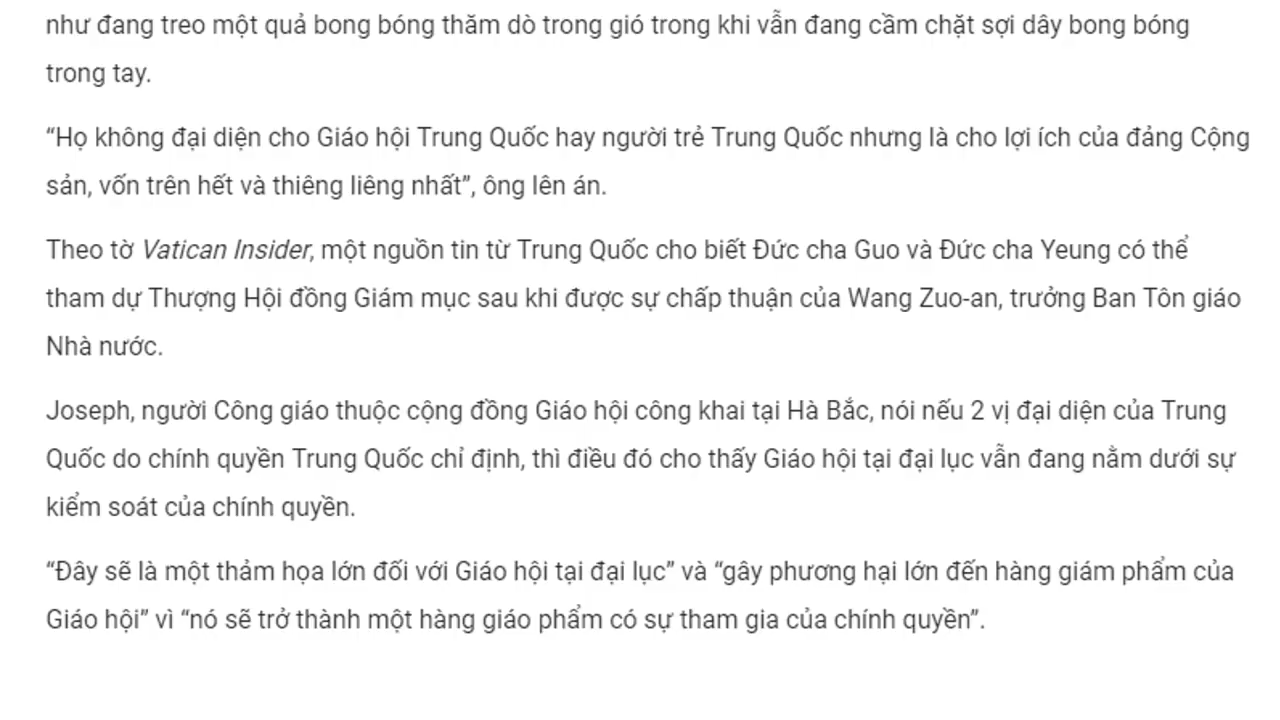 như đang treo một quả bong bóng thăm dò trong gió trong khi vẫn đang cầm chặt sợi dây bong bóng
trong tay.
“Họ không đại diện cho Giáo hội Trung Quốc hay người trẻ Trung Quốc nhưng là cho lợi ích của đảng Cộng
sản, vốn trên hết và thiêng liêng nhất”, ông lên án.
Theo tờ Vatican Insider, một nguồn tin từ Trung Quốc cho biết Đức cha Guo và Đức cha Yeung có thể
tham dự Thượng Hội đồng Giám mục sau khi được sự chấp thuận của Wang Zuo-an, trưởng Ban Tôn giáo
Nhà nước.
Joseph, người Công giáo thuộc cộng đồng Giáo hội công khai tại Hà Bắc, nói nếu 2 vị đại diện của Trung
Quốc do chính quyền Trung Quốc chỉ định, thì điều đó cho thấy Giáo hội tại đại lục vẫn đang nằm dưới sự
kiểm soát của chính quyền.
“Đây sẽ là một thảm họa lớn đối với Giáo hội tại đại lục” và “gây phương hại lớn đến hàng giám phẩm của
Giáo hội” vì “nó sẽ trở thành một hàng giáo phẩm có sự tham gia của chính quyền”.